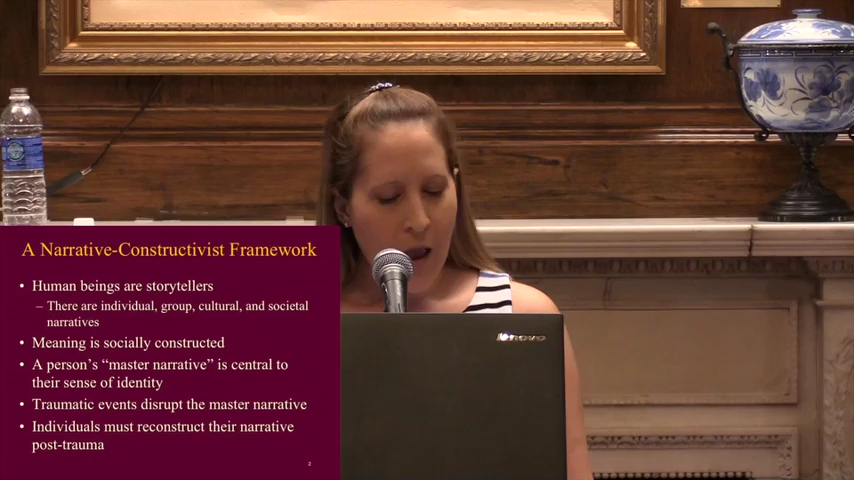 A Narrative-Constructivist Framework
• Human beings are storytellers
– There are individual, group, cultural, and societal
narratives
• Meaning is socially constructed
• A person's “master narrative” is central to
their sense of identity
• Traumatic events disrupt the master narrative
• Individuals must reconstruct their narrative
post-trauma
2
lenovo